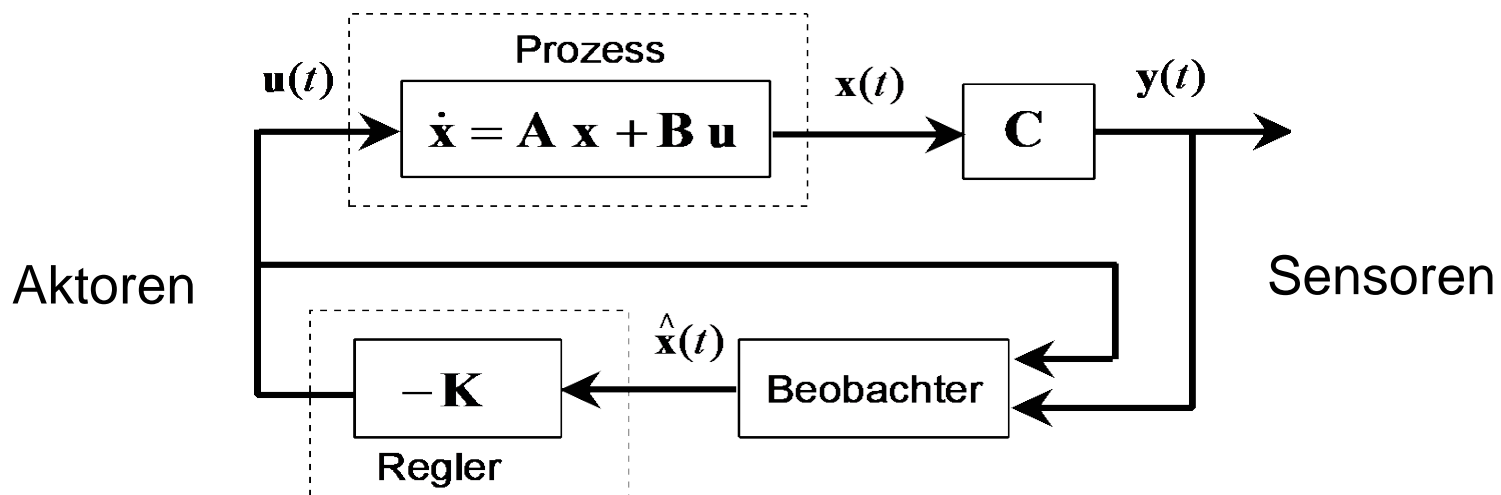 Prozess
u(t)
ẋ = A x + B u
x(t)
C
y(t)
Aktoren
Sensoren
− K
x̂(t)
Beobachter
Regler